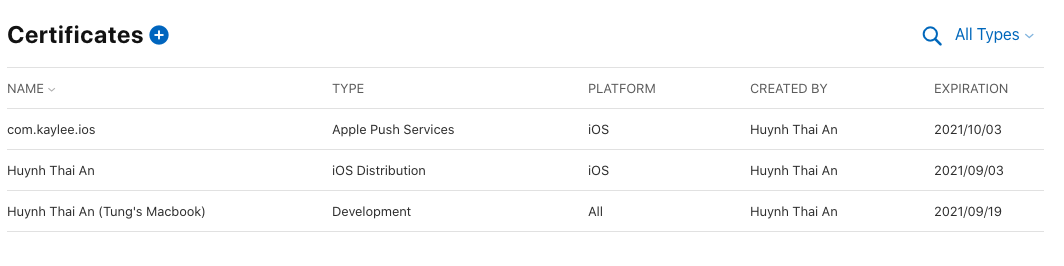 Certificates
All Types
NAME TYPE PLATFORM CREATED BY EXPIRATION
com.kaylee.ios Apple Push Services iOS Huynh Thai An 2021/10/03
Huynh Thai An iOS Distribution iOS Huynh Thai An 2021/09/03
Huynh Thai An (Tung's Macbook) Development All Huynh Thai An 2021/09/19